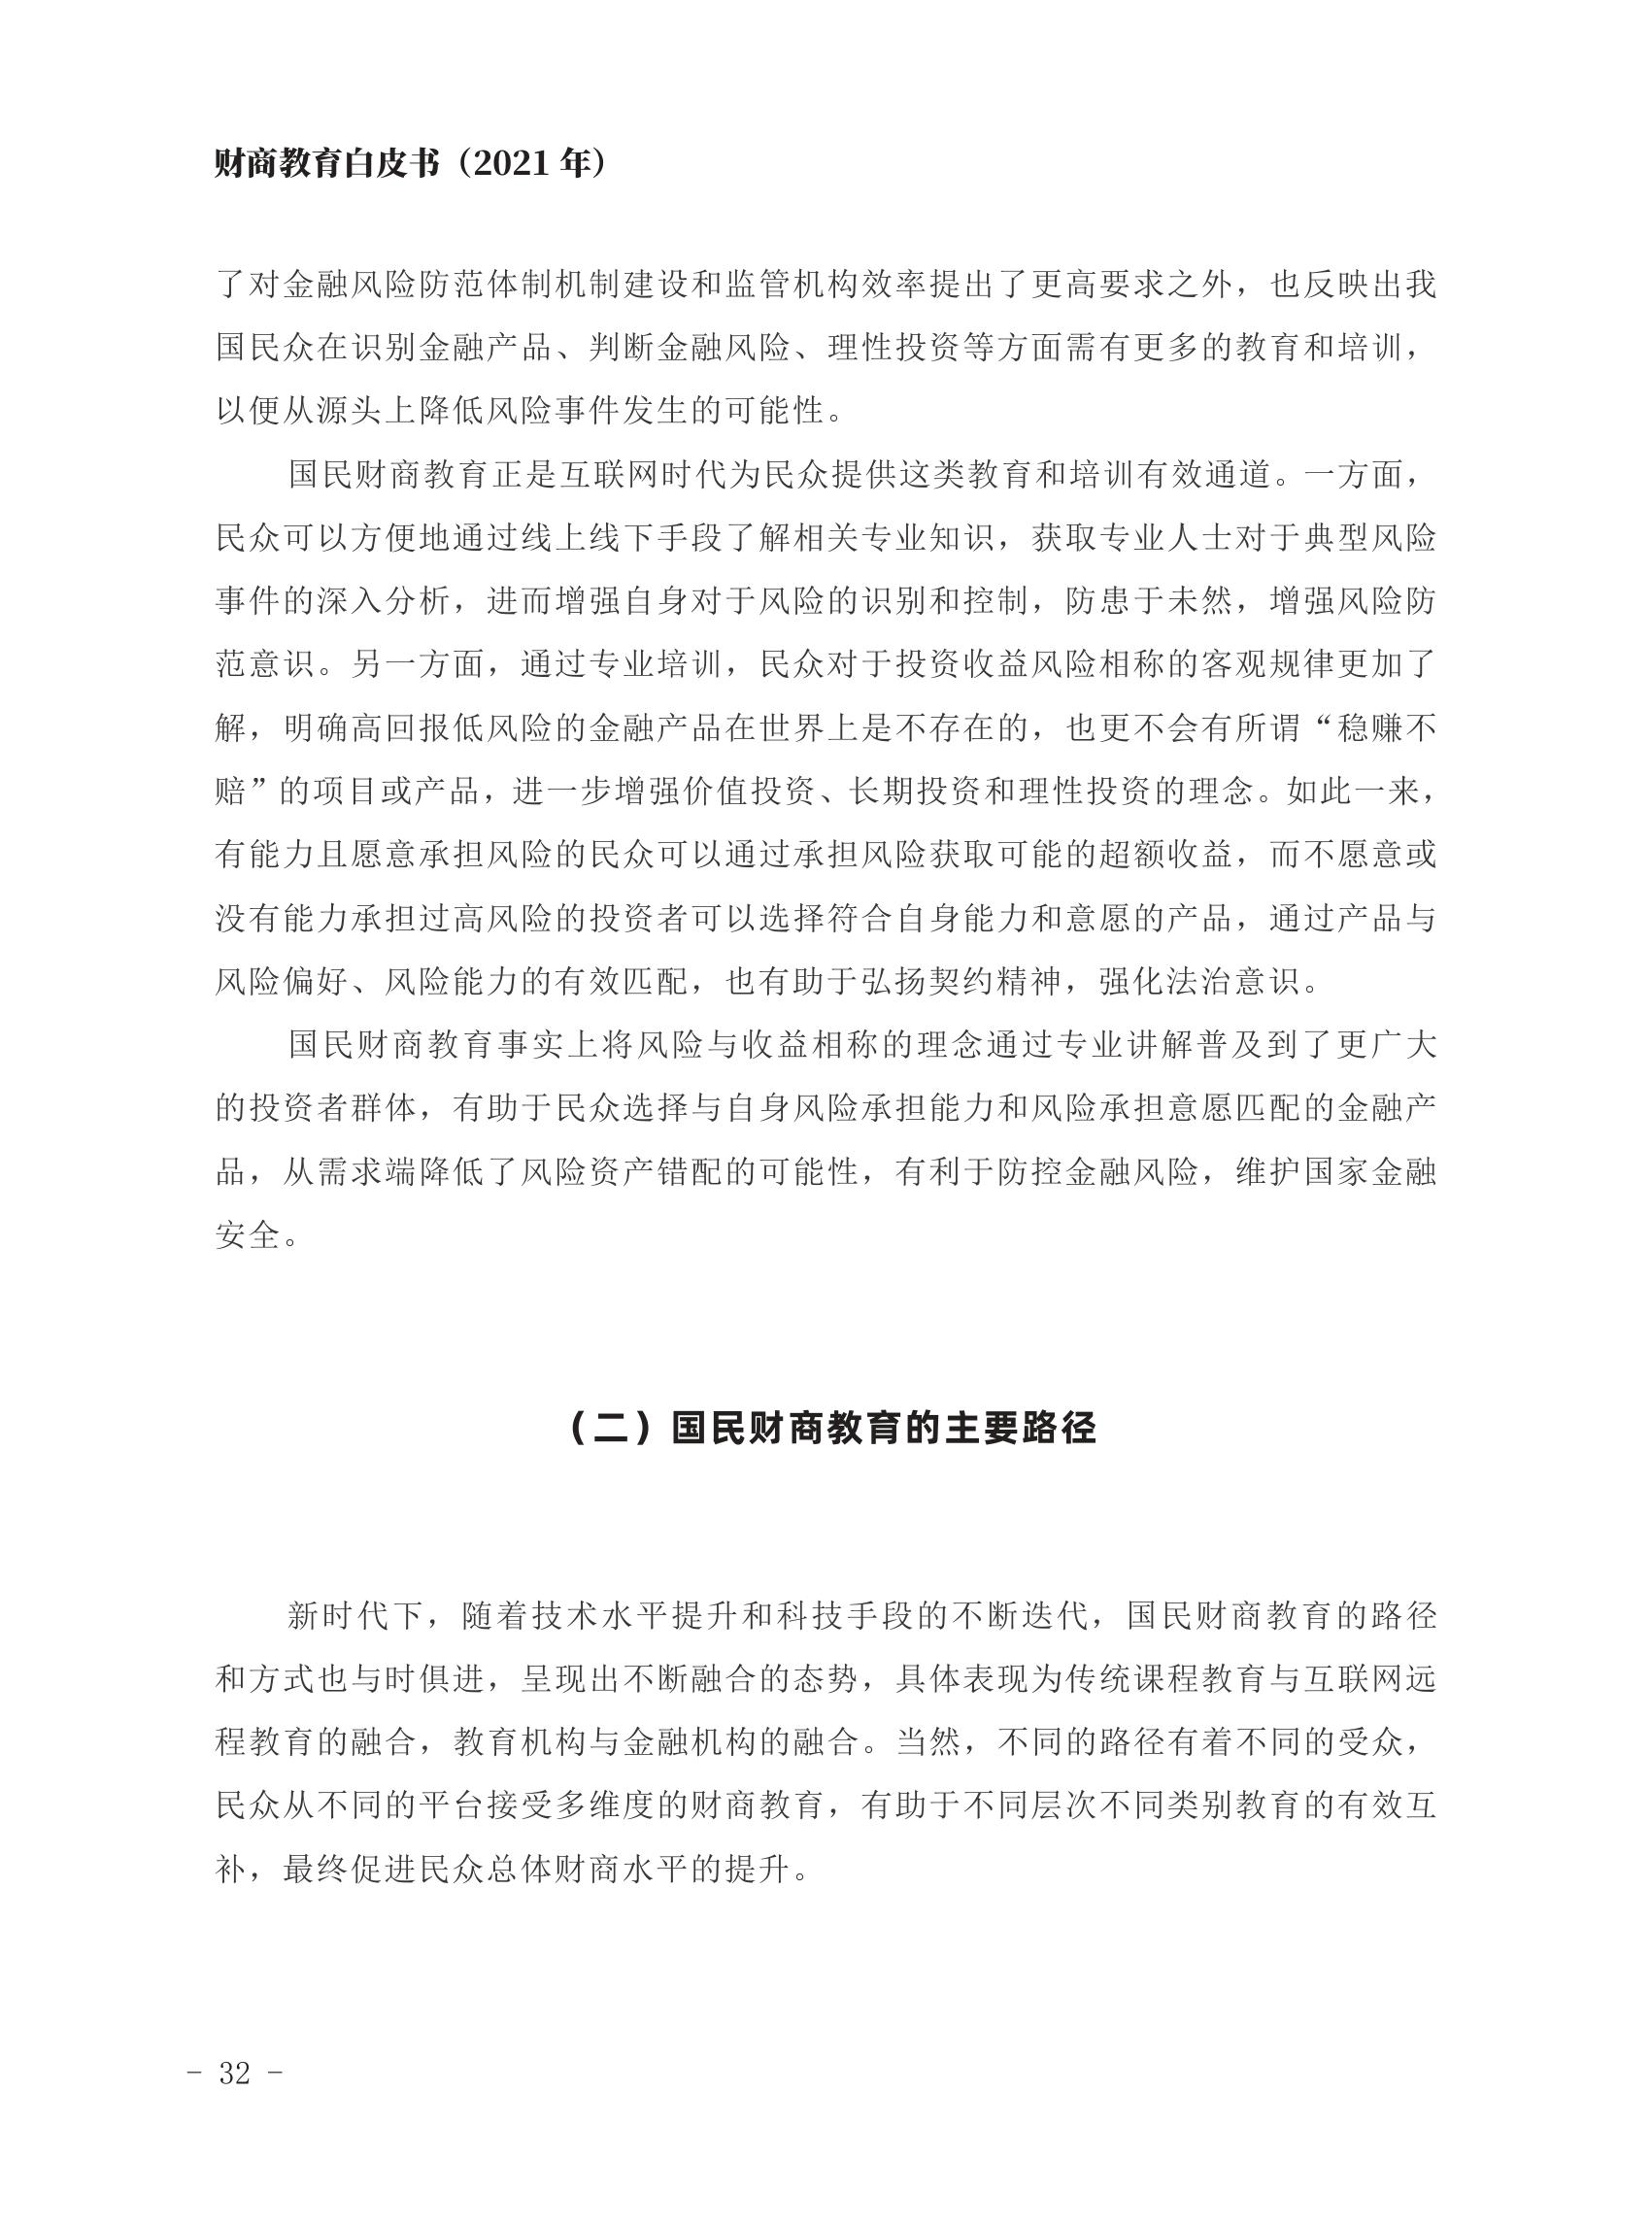 财商教育白皮书（2021 年）
了对金融风险防范体制机制建设和监管机构效率提出了更高要求之外，也反映出我
国民众在识别金融产品、判断金融风险、理性投资等方面需有更多的教育和培训，
以便从源头上降低风险事件发生的可能性。
国民财商教育正是互联网时代为民众提供这类教育和培训有效通道。一方面，
民众可以方便地通过线上线下手段了解相关专业知识，获取专业人士对于典型风险
事件的深入分析，进而增强自身对于风险的识别和控制，防患于未然，增强风险防
范意识。另一方面，通过专业培训，民众对于投资收益风险相称的客观规律更加了
解，明确高回报低风险的金融产品在世界上是不存在的，也更不会有所谓“稳赚不
赔”的项目或产品，进一步增强价值投资、长期投资和理性投资的理念。如此一来，
有能力且愿意承担风险的民众可以通过承担风险获取可能的超额收益，而不愿意或
没有能力承担过高风险的投资者可以选择符合自身能力和意愿的产品，通过产品与
风险偏好、风险能力的有效匹配，也有助于弘扬契约精神，强化法治意识。
国民财商教育事实上将风险与收益相称的理念通过专业讲解普及到了更广大
的投资者群体，有助于民众选择与自身风险承担能力和风险承担意愿匹配的金融产
品，从需求端降低了风险资产错配的可能性，有利于防控金融风险，维护国家金融
安全。
（二）国民财商教育的主要路径
新时代下，随着技术水平提升和科技手段的不断迭代，国民财商教育的路径
和方式也与时俱进，呈现出不断融合的态势，具体表现为传统课程教育与互联网远
程教育的融合，教育机构与金融机构的融合。当然，不同的路径有着不同的受众，
民众从不同的平台接受多维度的财商教育，有助于不同层次不同类别教育的有效互
补，最终促进民众总体财商水平的提升。
- 32 -